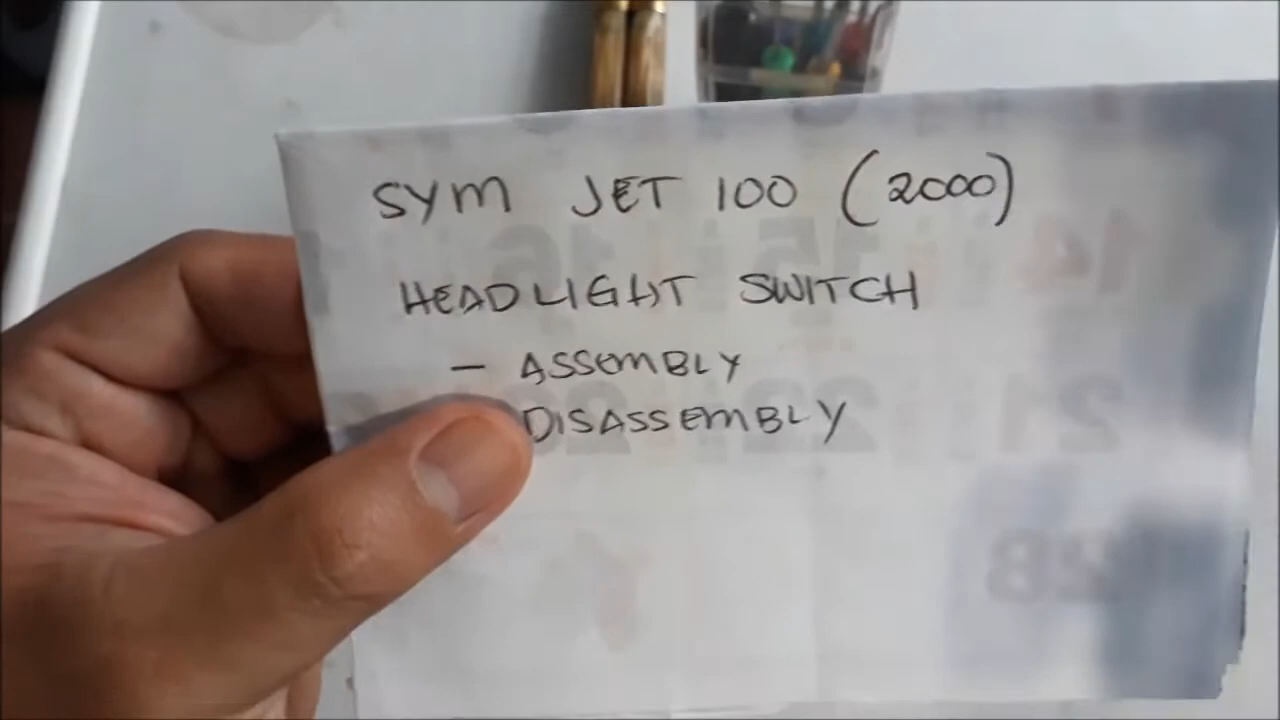 SYM JET 100 (2000)
HEADLIGHT SWITCH
- ASSEMBLY
DISASSEMBLY